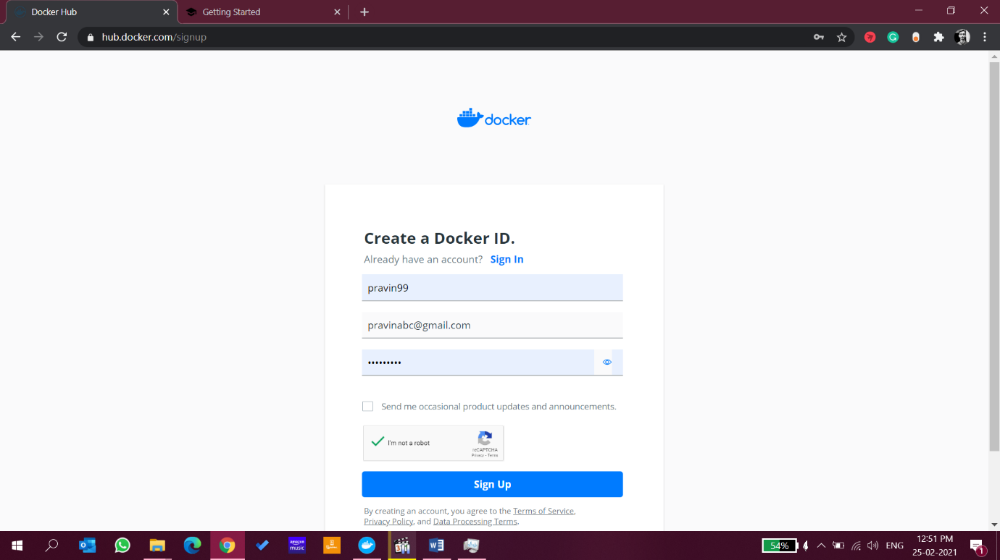 Docker Hub
Getting Started
hub.docker.com/signup
docker
Create a Docker ID.
Already have an account? Sign In
pravin99
pravinabc@gmail.com
Send me occasional product updates and announcements.
I'm not a robot
reCAPTCHA
Privacy - Terms
Sign Up
By creating an account, you agree to the Terms of Service,
Privacy Policy, and Data Processing Terms.
amazon
music
54%
ENG
12:51 PM
25-02-2021
1